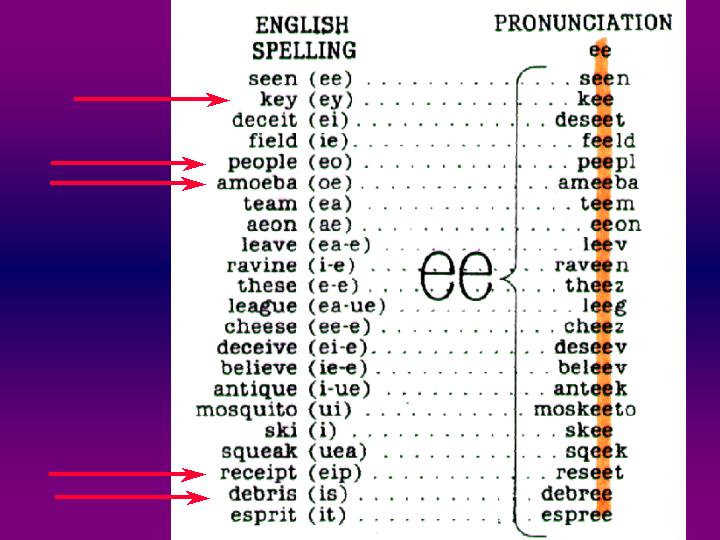 ENGLISH SPELLING PRONUNCIATION
ee
seen (ee) . . . . . . . . . . . . . . . seen
key (ey) . . . . . . . . . . . . . . . kee
deceit (ei) . . . . . . . . . . . . . . . deseet
field (ie) . . . . . . . . . . . . . . . feeld
people (eo) . . . . . . . . . . . . . . . peepl
amoeba (oe) . . . . . . . . . . . . . . . ameeba
team (ea) . . . . . . . . . . . . . . . teem
aeon (ae) . . . . . . . . . . . . . . . eeon
leave (ea-e) . . . . . . . . . . . . . . . leev
ravine (i-e) . . . . . . . . . . . . . . . raveen
these (e-e) . . . . . . . . . . . . . . . theez
ee
league (ea-ue) . . . . . . . . . . . . . . . leeg
cheese (ee-e) . . . . . . . . . . . . . . . cheez
deceive (ei-e) . . . . . . . . . . . . . . . deseev
believe (ie-e) . . . . . . . . . . . . . . . beleev
antique (i-ue) . . . . . . . . . . . . . . . anteek
mosquito (ui) . . . . . . . . . . . . . . . moskeeto
ski (i) . . . . . . . . . . . . . . . skee
squeak (uea) . . . . . . . . . . . . . . . sqeek
receipt (eip) . . . . . . . . . . . . . . . reseet
debris (is) . . . . . . . . . . . . . . . debree
esprit (it) . . . . . . . . . . . . . . . espree